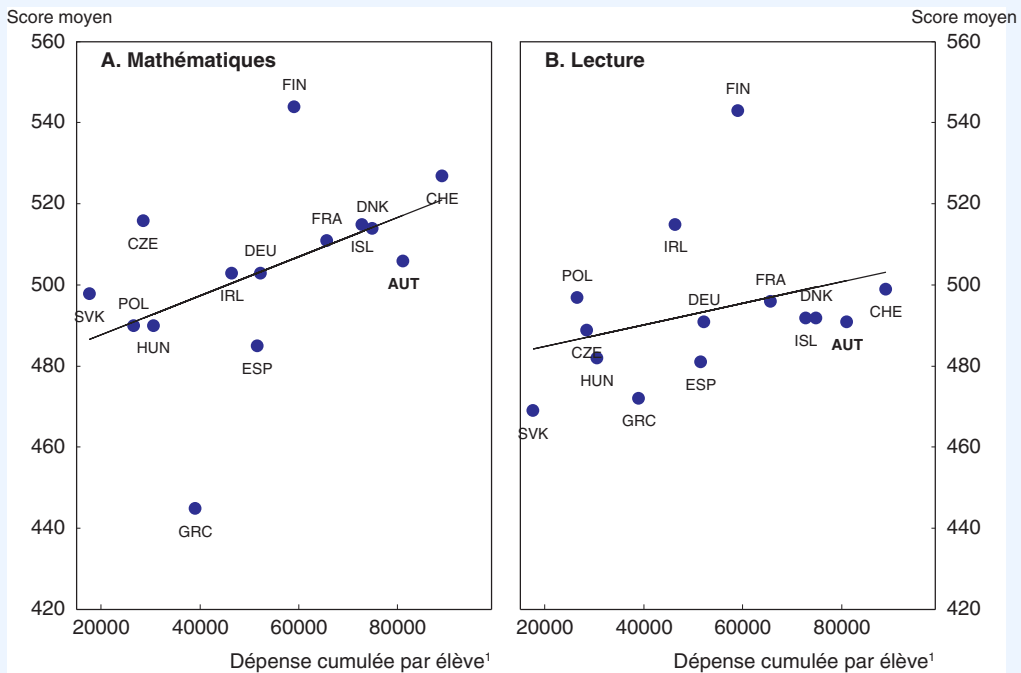 Score moyen
Score moyen
A. Mathématiques
560
540
520
500
480
460
440
420
FIN
CZE
CHE
DNK
FRA
ISL
DEU
AUT
SVK
POL
IRL
HUN
ESP
GRC
20000 40000 60000 80000
Dépense cumulée par élève¹
B. Lecture
560
540
520
500
480
460
440
420
FIN
IRL
POL
FRA
DNK
DEU
CHE
CZE
ISL
AUT
HUN
ESP
GRC
SVK
20000 40000 60000 80000
Dépense cumulée par élève¹